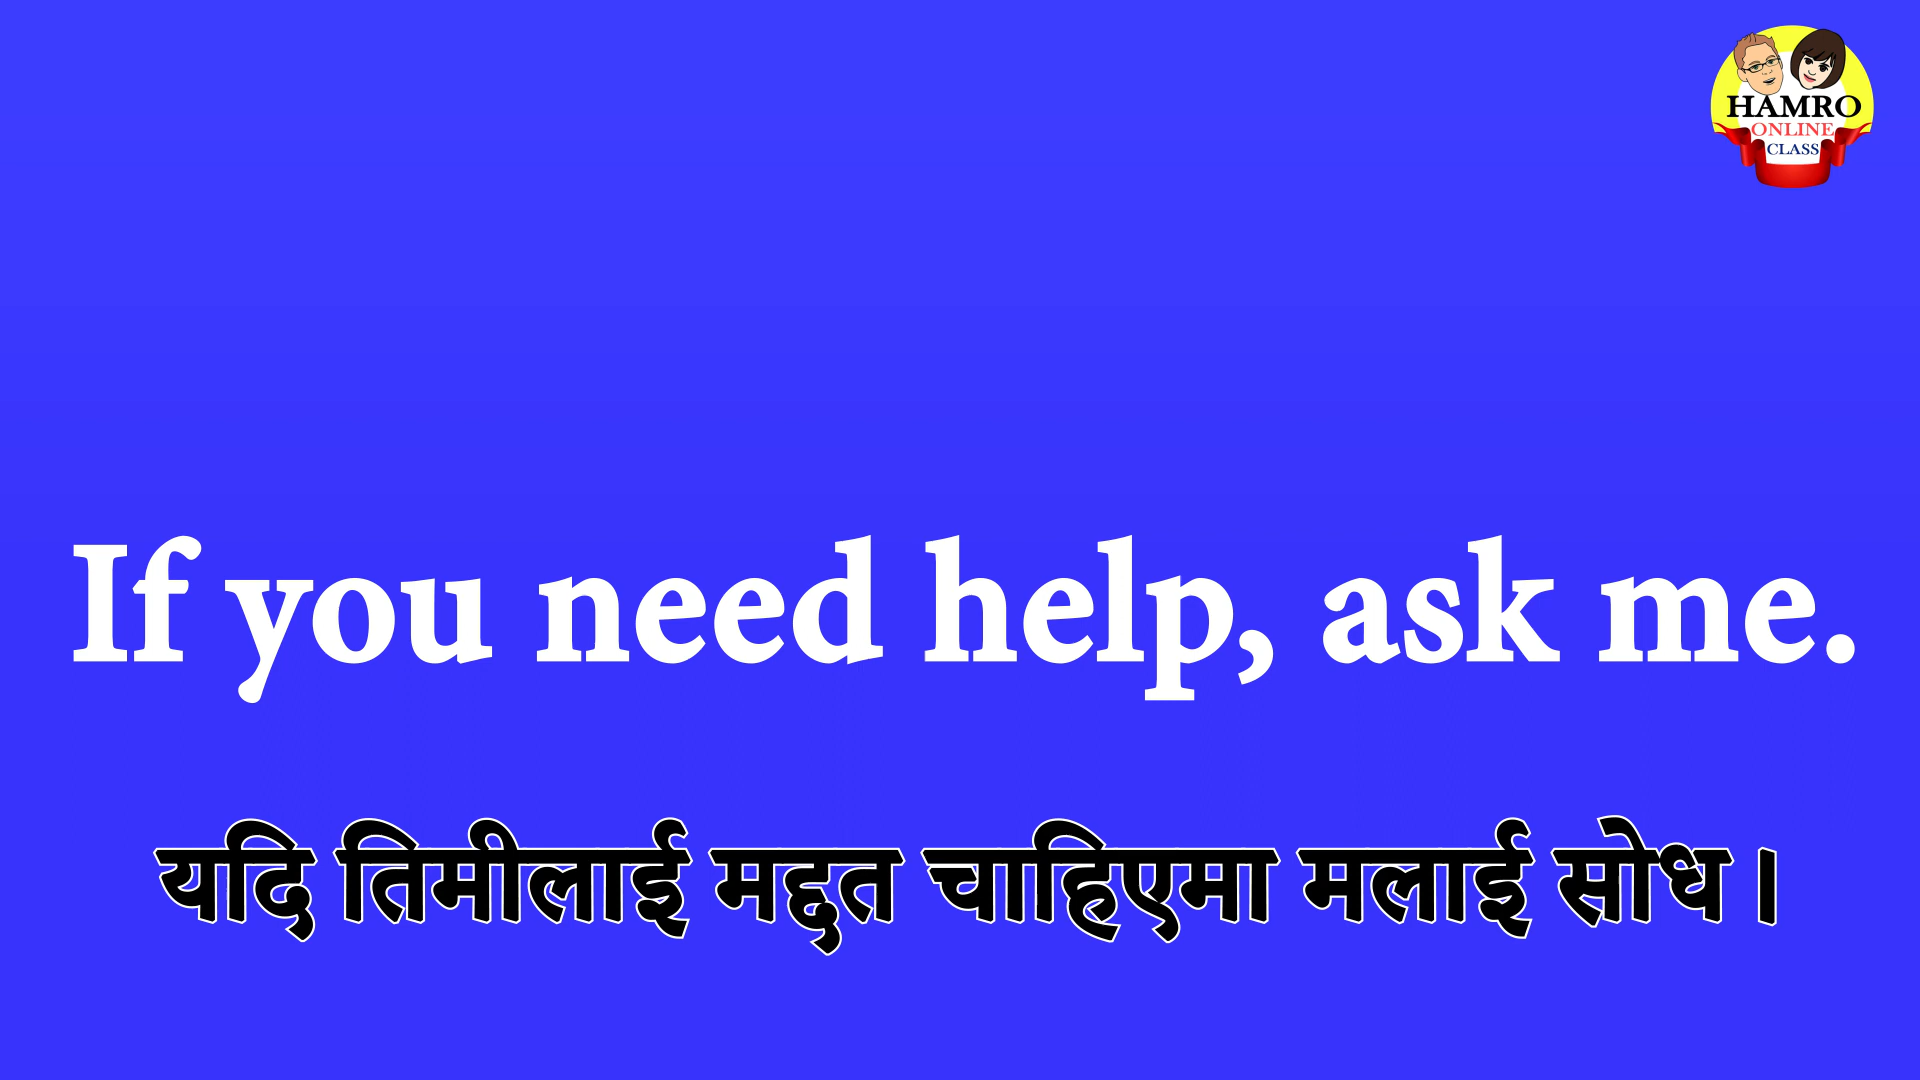 HAMRO
ONLINE
CLASS
If you need help, ask me.
यदि तिमीलाई मद्दत चाहिएमा मलाई सोध ।